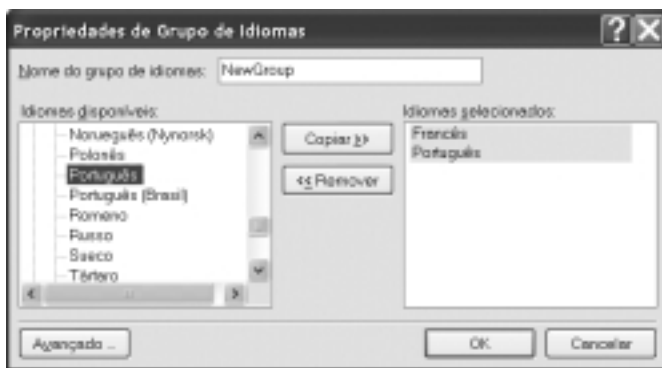 Propriedades de Grupo de Idiomas
Nome do grupo de idiomas: NewGroup
Idiomas disponíveis:
Norueguês (Nynorsk)
Polonês
Português
Português (Brasil)
Romeno
Russo
Sueco
Tártaro
Copiar >>
<< Remover
Idiomas selecionados:
Francês
Português
Avançado ..
OK
Cancelar